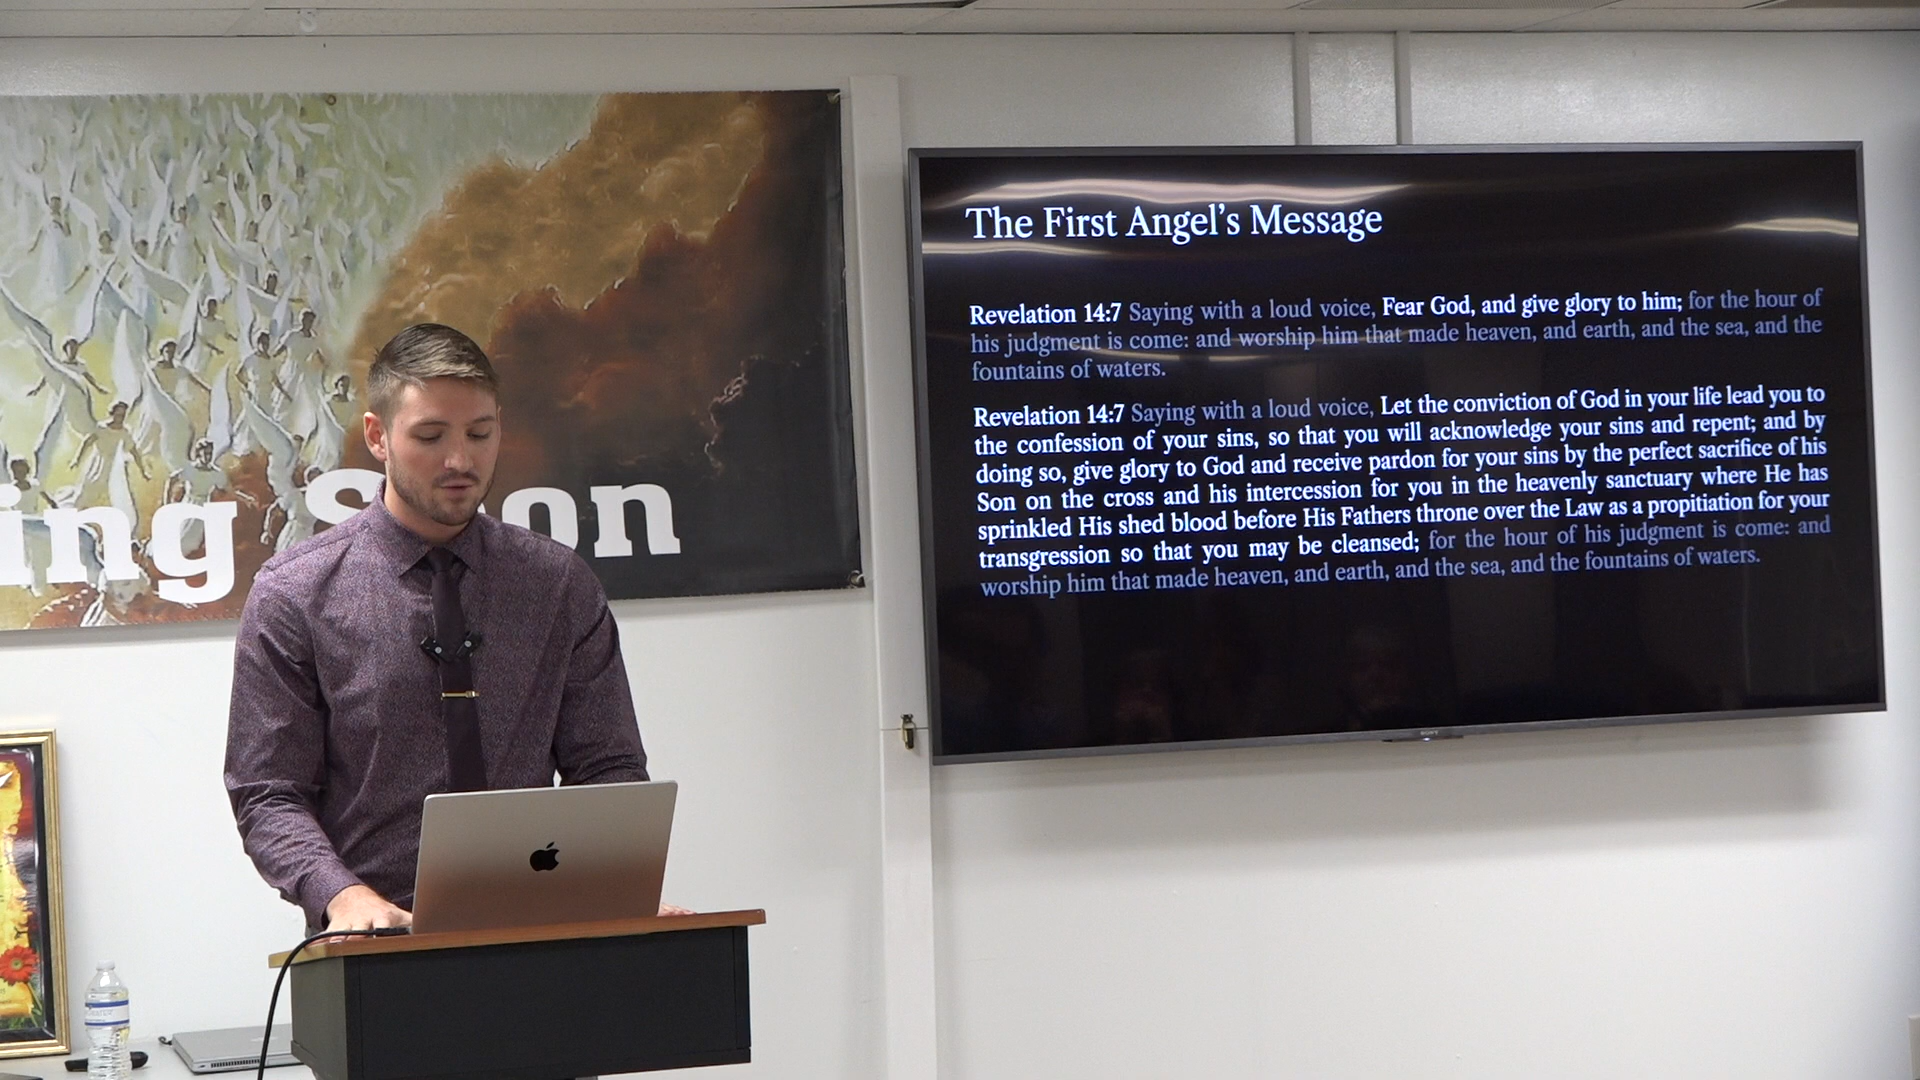 ing Soon
The First Angel's Message
Revelation 14:7 Saying with a loud voice, Fear God, and give glory to him; for the hour of
his judgment is come: and worship him that made heaven, and earth, and the sea, and the
fountains of waters.
Revelation 14:7 Saying with a loud voice, Let the conviction of God in your life lead you to
the confession of your sins, so that you will acknowledge your sins and repent; and by
doing so, give glory to God and receive pardon for your sins by the perfect sacrifice of his
Son on the cross and his intercession for you in the heavenly sanctuary where He has
sprinkled His shed blood before His Fathers throne over the Law as a propitiation for your
transgression so that you may be cleansed; for the hour of his judgment is come: and
worship him that made heaven, and earth, and the sea, and the fountains of waters.
SONY